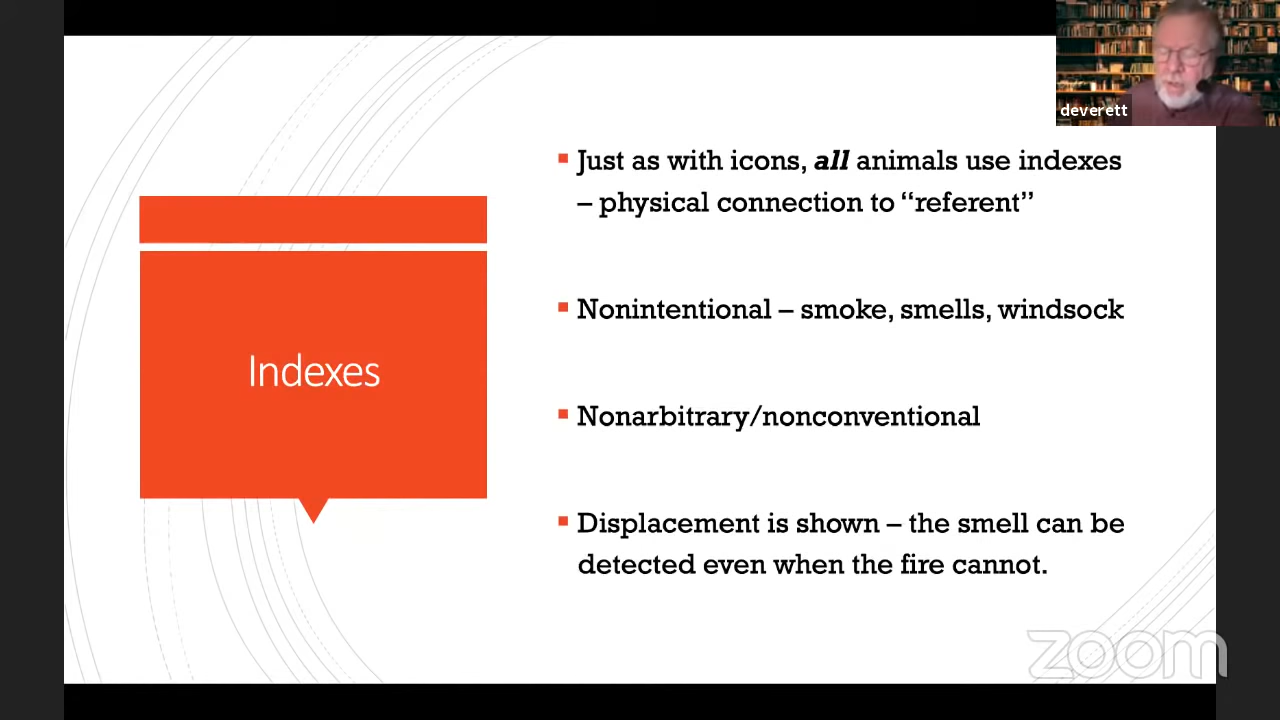 deverett
Just as with icons, all animals use indexes
– physical connection to “referent”
Nonintentional – smoke, smells, windsock
Indexes
Nonarbitrary/nonconventional
Displacement is shown – the smell can be
detected even when the fire cannot.
zoom